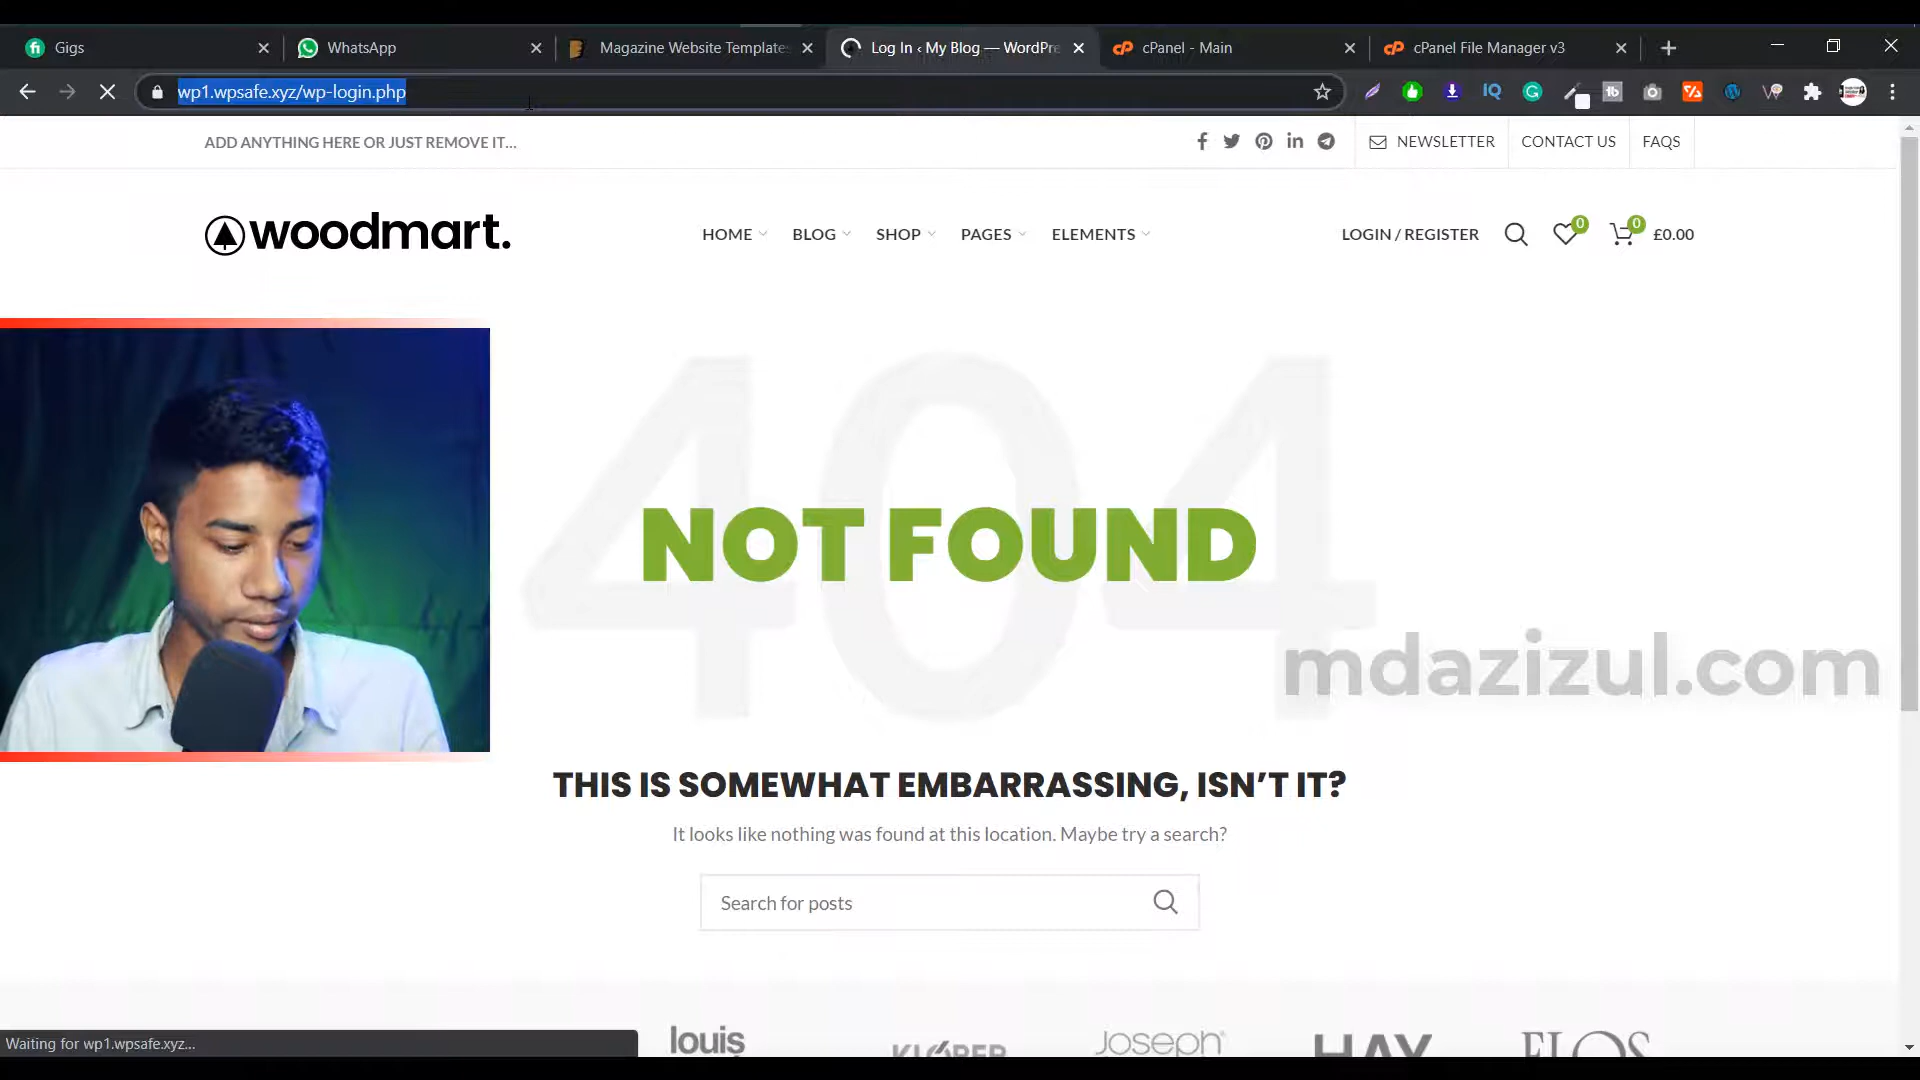 Gigs
WhatsApp
Magazine Website Templates
Log In ‹ My Blog — WordPre
cPanel - Main
cPanel File Manager v3
wp1.wpsafe.xyz/wp-login.php
ADD ANYTHING HERE OR JUST REMOVE IT…
NEWSLETTER
CONTACT US
FAQS
woodmart.
HOME
BLOG
SHOP
PAGES
ELEMENTS
LOGIN / REGISTER
0
0
£0.00
404
NOT FOUND
mdazizul.com
THIS IS SOMEWHAT EMBARRASSING, ISN’T IT?
It looks like nothing was found at this location. Maybe try a search?
Search for posts
Waiting for wp1.wpsafe.xyz...
louis
KLÖBER
Joseph
HAY
FLOS